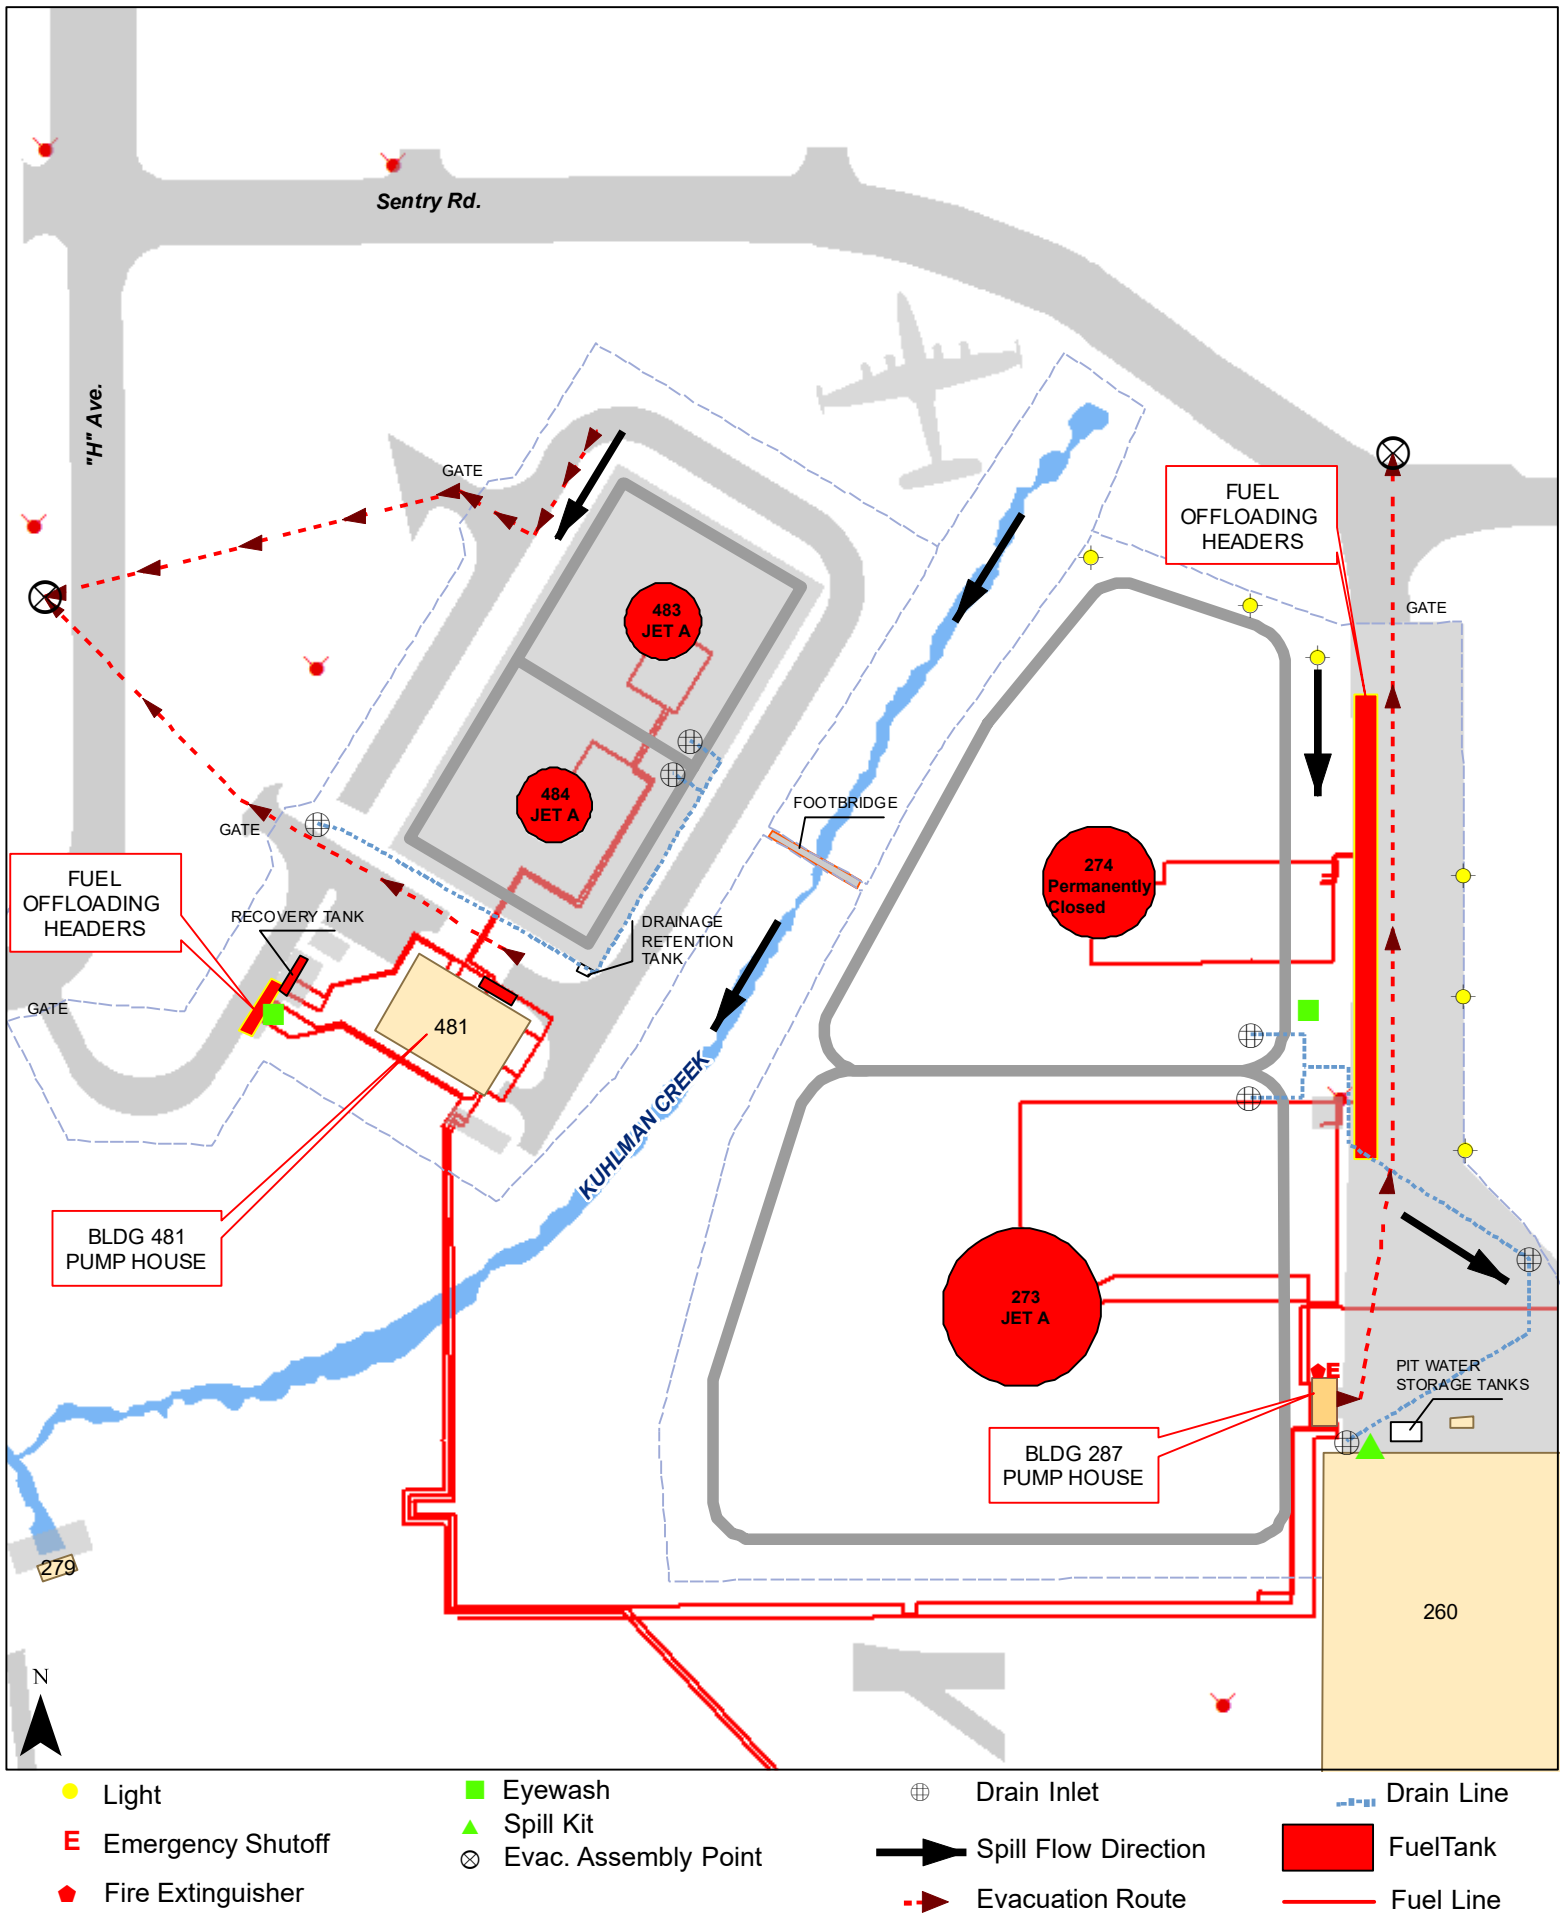 Sentry Rd.
"H" Ave.
GATE
FUEL
OFFLOADING
HEADERS
GATE
483
JET A
484
JET A
FOOTBRIDGE
GATE
274
Permanently
Closed
FUEL
OFFLOADING
HEADERS
RECOVERY TANK
DRAINAGE
RETENTION
TANK
GATE
481
KUHLMAN CREEK
BLDG 481
PUMP HOUSE
273
JET A
E
PIT WATER
STORAGE TANKS
BLDG 287
PUMP HOUSE
279
260
N
Light
Emergency Shutoff
E
Fire Extinguisher
Eyewash
Spill Kit
Evac. Assembly Point
Drain Inlet
Spill Flow Direction
Evacuation Route
Drain Line
FuelTank
Fuel Line